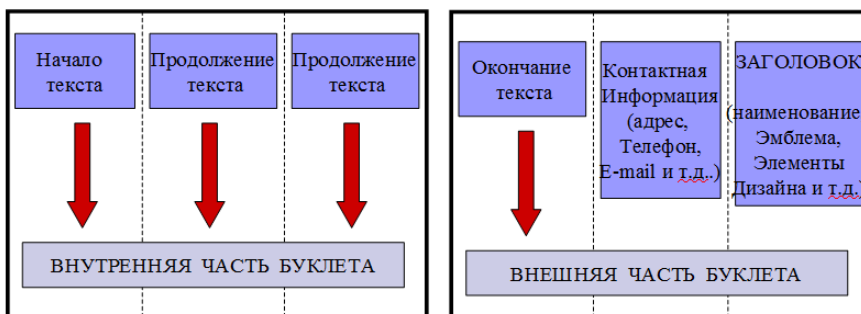 Начало
текста
Продолжение
текста
Продолжение
текста
ВНУТРЕННЯЯ ЧАСТЬ БУКЛЕТА
Окончание
текста
Контактная
Информация
(адрес,
Телефон,
E-mail и т.д..)
ЗАГОЛОВОК
(наименование,
Эмблема,
Элементы
Дизайна и т.д.)
ВНЕШНЯЯ ЧАСТЬ БУКЛЕТА